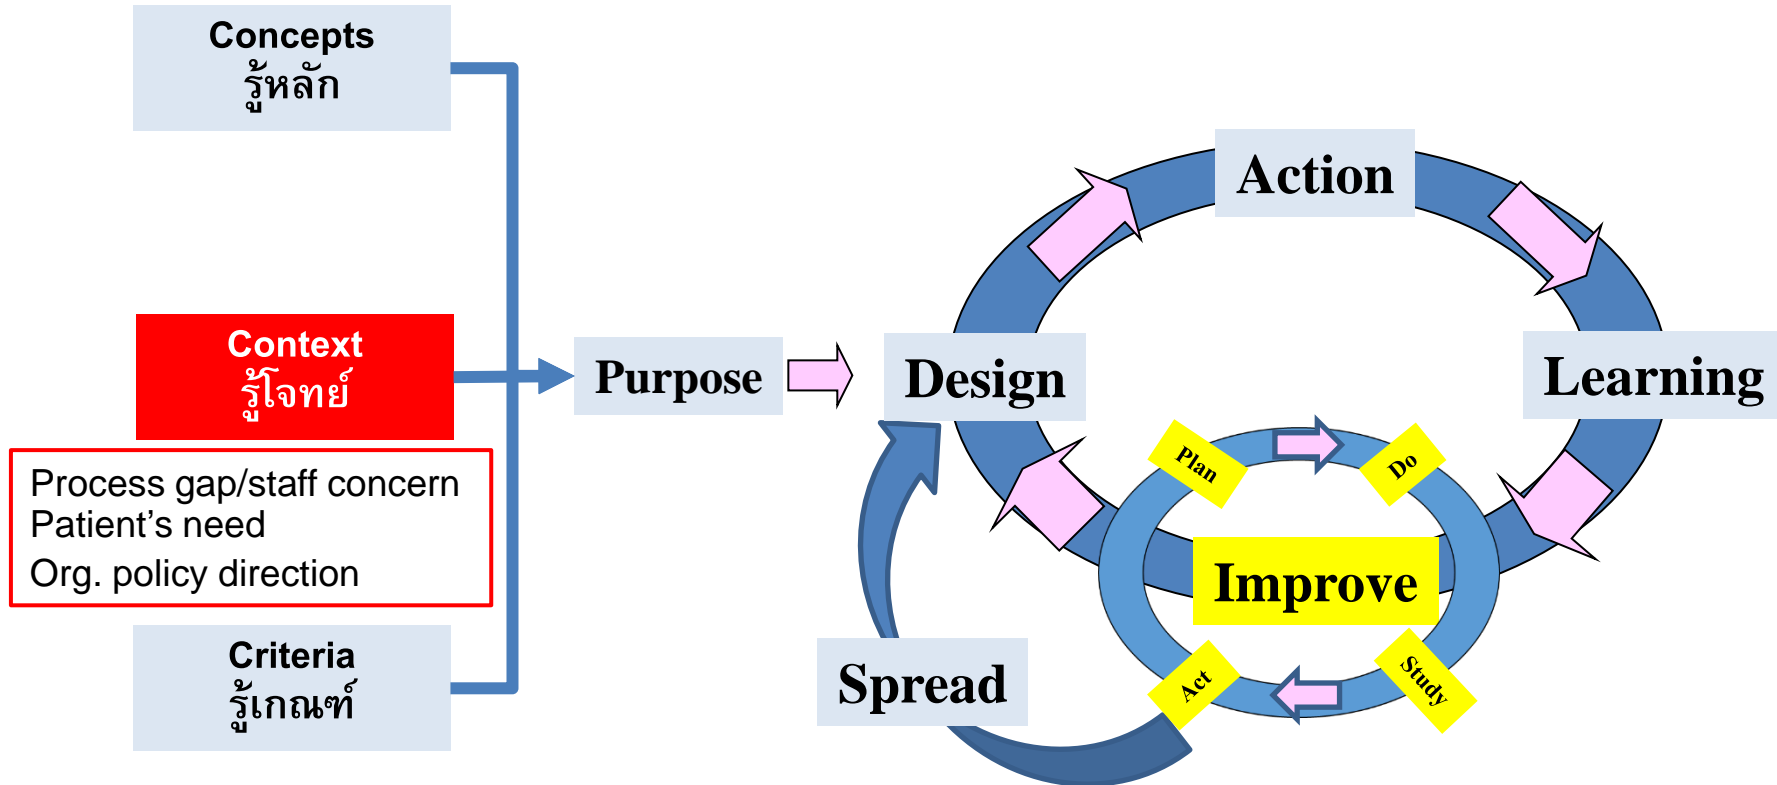 Concepts
รู้หลัก
Context
รู้โจทย์
Process gap/staff concern
Patient's need
Org. policy direction
Criteria
รู้เกณฑ์
Purpose
Design
Action
Learning
Plan
Do
Improve
Act
Study
Spread